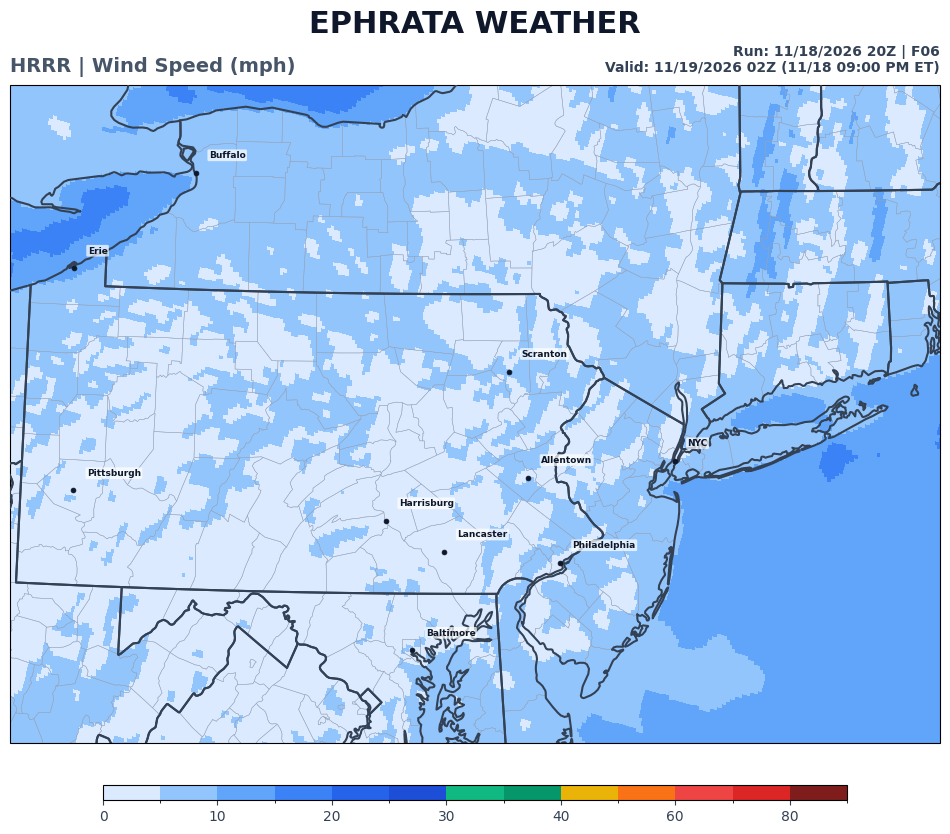 EPHRATA WEATHER
HRRR | Wind Speed (mph)
Run: 11/18/2026 20Z | F06
Valid: 11/19/2026 02Z (11/18 09:00 PM ET)
Buffalo
Erie
Scranton
NYC
Allentown
Pittsburgh
Harrisburg
Lancaster
Philadelphia
Baltimore
0 10 20 30 40 50 60 70 80